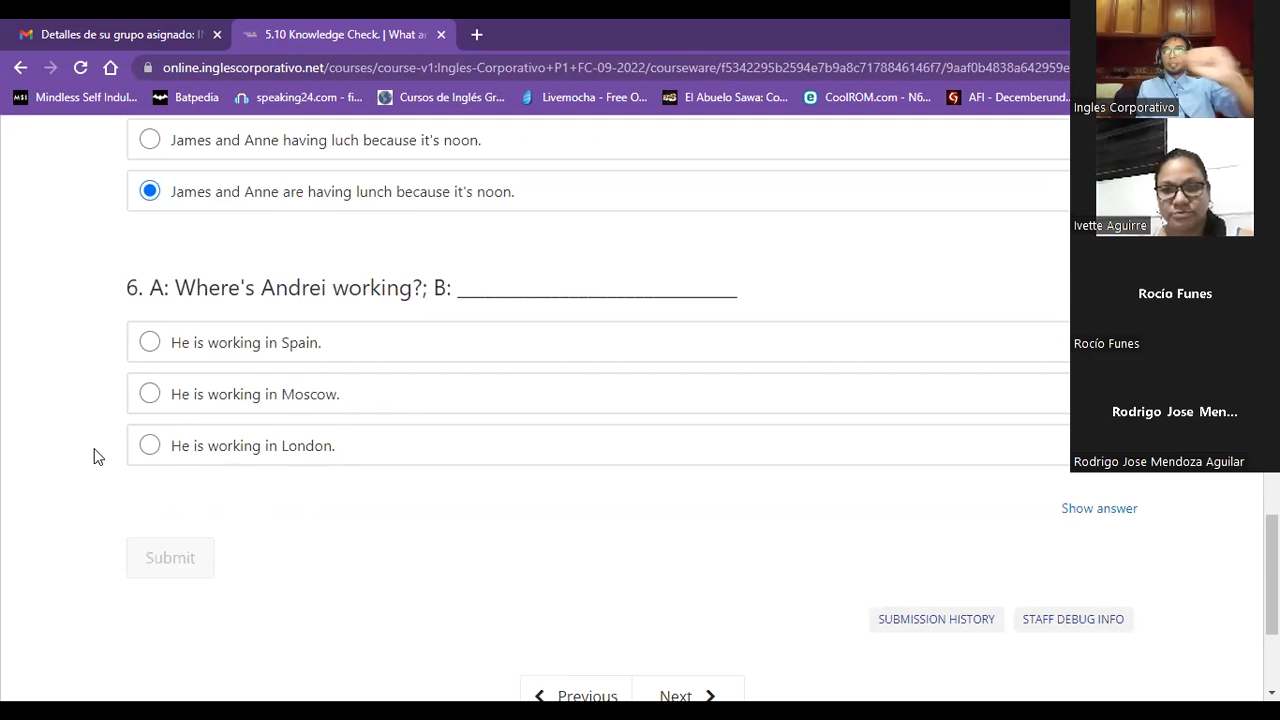 Detalles de su grupo asignado: I
5.10 Knowledge Check. | What a
online.inglescorporativo.net/courses/course-v1:Ingles-Corporativo+P1+FC-09-2022/courseware/f5342295b2594e7b9a8c7178846146f7/9aaf0b4838a642959e
Mindless Self Indul...
Batpedia
speaking24.com - fi...
Cursos de Inglés Gr...
Livemocha - Free O...
El Abuelo Sawa: Co...
CoolROM.com - N6...
AFI - Decemberund
James and Anne having luch because it's noon.
James and Anne are having lunch because it's noon.
6. A: Where's Andrei working?; B: ____________________________
He is working in Spain.
He is working in Moscow.
He is working in London.
Show answer
Submit
SUBMISSION HISTORY
STAFF DEBUG INFO
Previous
Next
Ingles Corporativo
Ivette Aguirre
Rocío Funes
Rocío Funes
Rodrigo Jose Men...
Rodrigo Jose Mendoza Aguilar